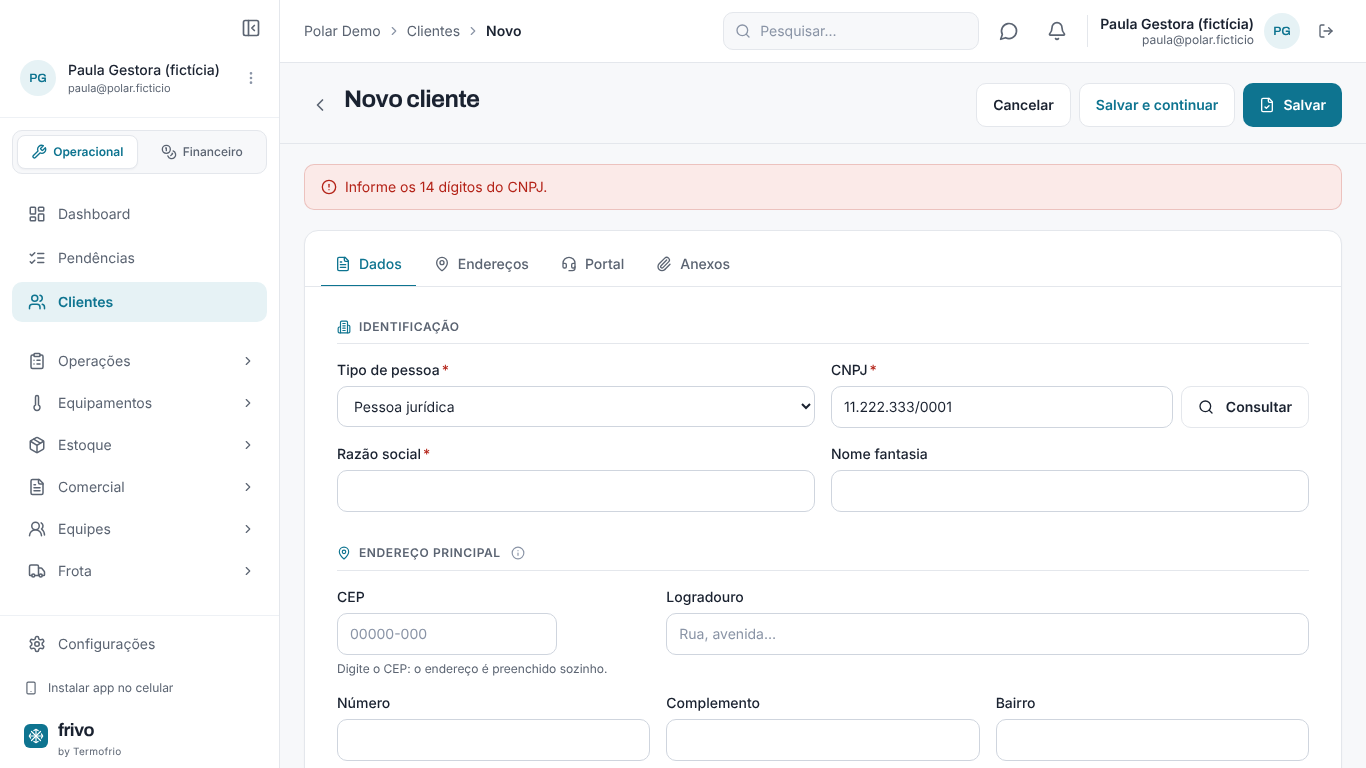 PG
Paula Gestora (fictícia)
paula@polar.ficticio
Operacional
Financeiro
Dashboard
Pendências
Clientes
Operações
Equipamentos
Estoque
Comercial
Equipes
Frota
Configurações
Instalar app no celular
frivo
by Termofrio
Polar Demo > Clientes > Novo
Pesquisar...
Paula Gestora (fictícia)
paula@polar.ficticio
PG
Novo cliente
Cancelar
Salvar e continuar
Salvar
Informe os 14 dígitos do CNPJ.
Dados
Endereços
Portal
Anexos
IDENTIFICAÇÃO
Tipo de pessoa*
CNPJ*
Pessoa jurídica
11.222.333/0001
Consultar
Razão social*
Nome fantasia
ENDEREÇO PRINCIPAL
CEP
Logradouro
00000-000
Rua, avenida...
Digite o CEP: o endereço é preenchido sozinho.
Número
Complemento
Bairro